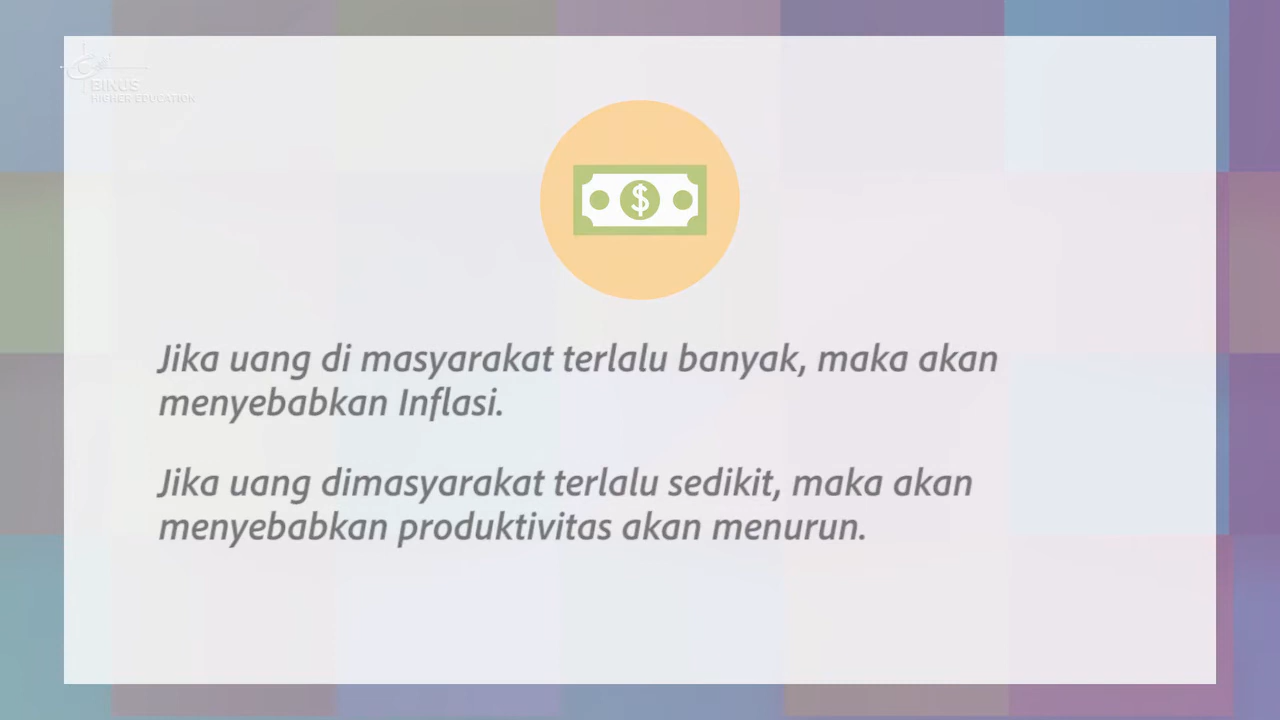 BINUS
HIGHER EDUCATION
$
Jika uang di masyarakat terlalu banyak, maka akan
menyebabkan Inflasi.
Jika uang dimasyarakat terlalu sedikit, maka akan
menyebabkan produktivitas akan menurun.